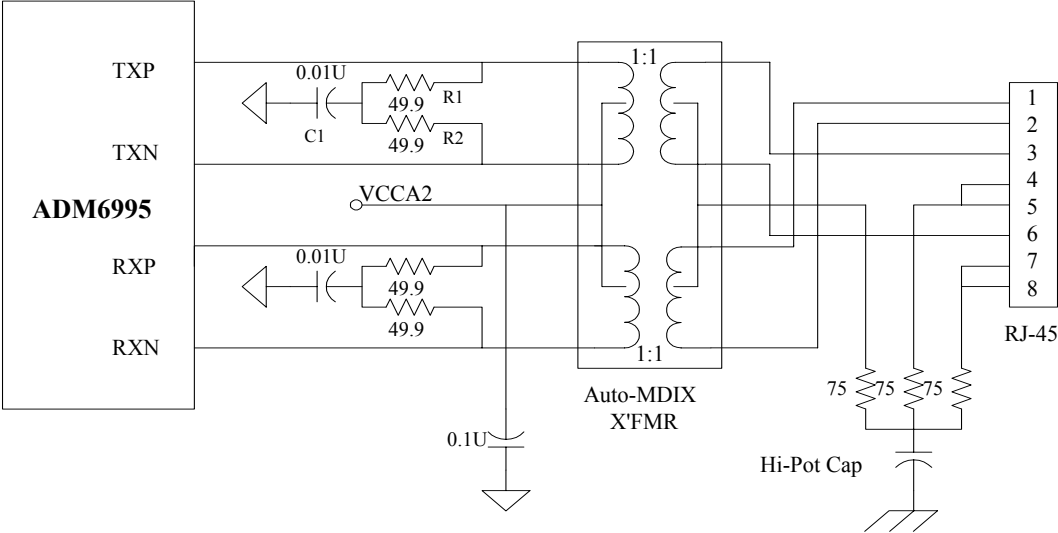 1:1
TXP
0.01U
49.9
R1
C1
49.9
R2
TXN
ADM6995
VCCA2
RXP
0.01U
49.9
49.9
RXN
1:1
Auto-MDIX
X'FMR
0.1U
1
2
3
4
5
6
7
8
RJ-45
75
75
75
Hi-Pot Cap